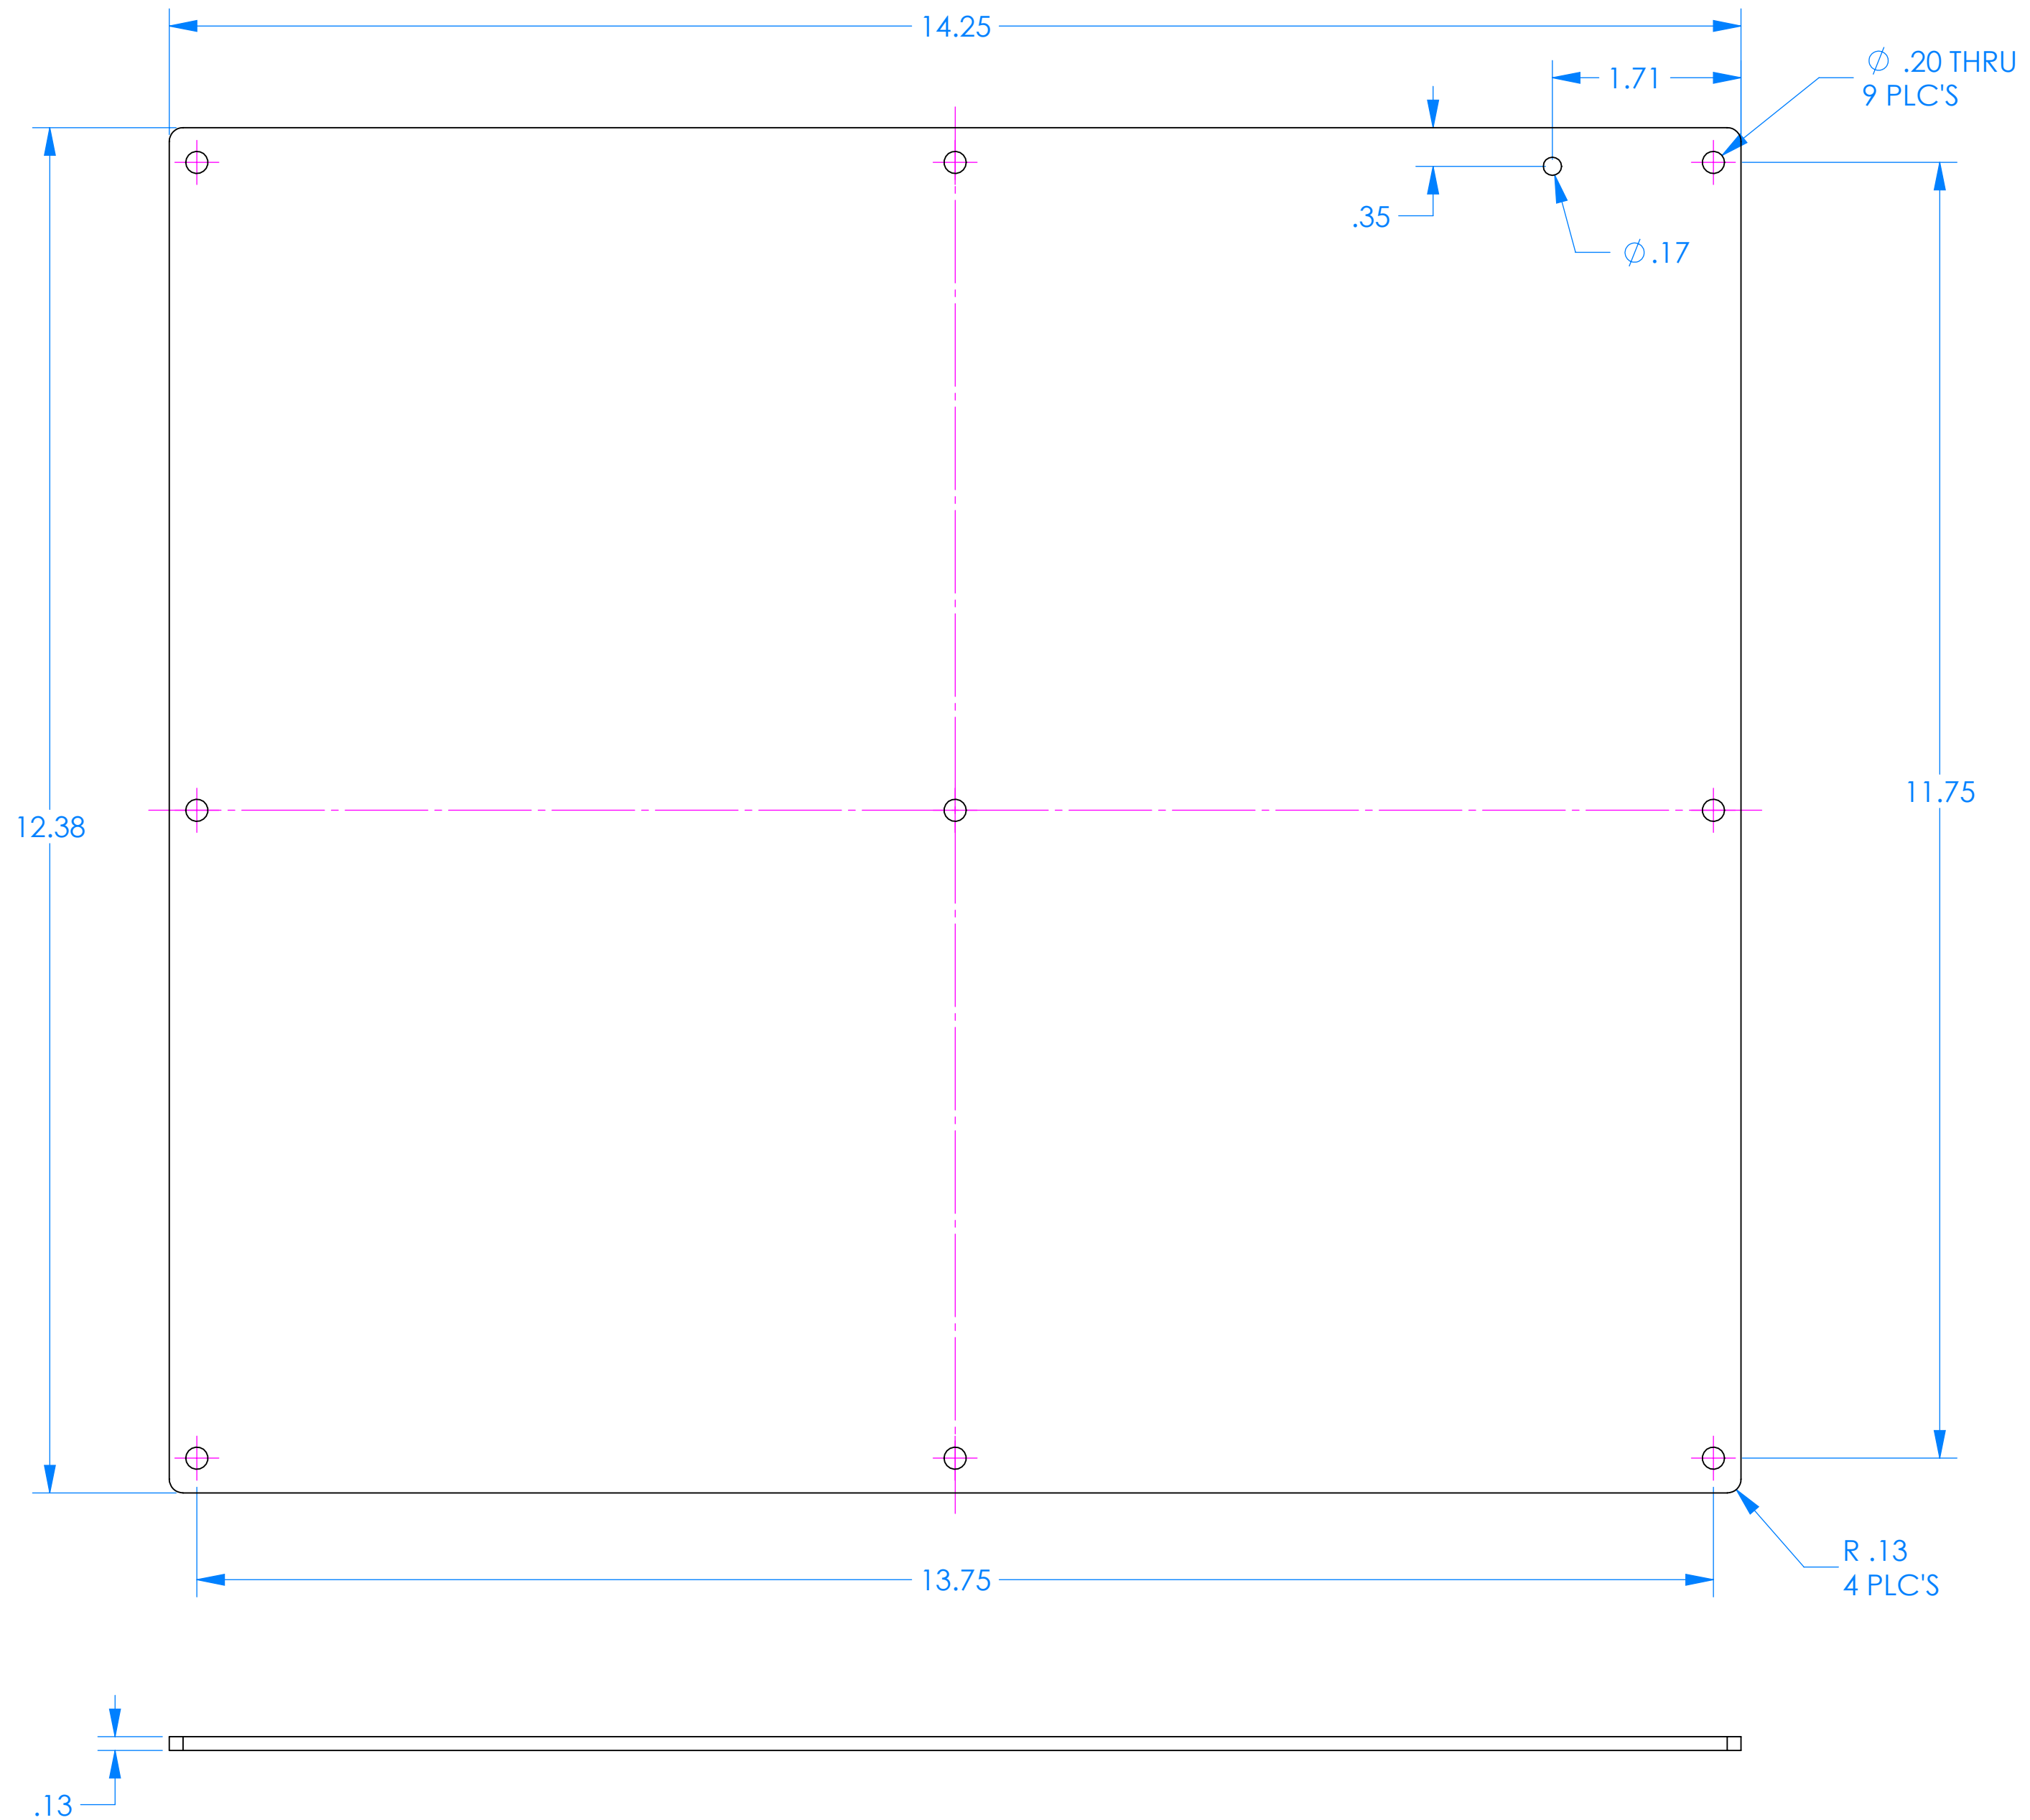 14.25
1.71
∅ .20 THRU
9 PLC'S
.35
∅ .17
11.75
12.38
R .13
4 PLC'S
13.75
.13